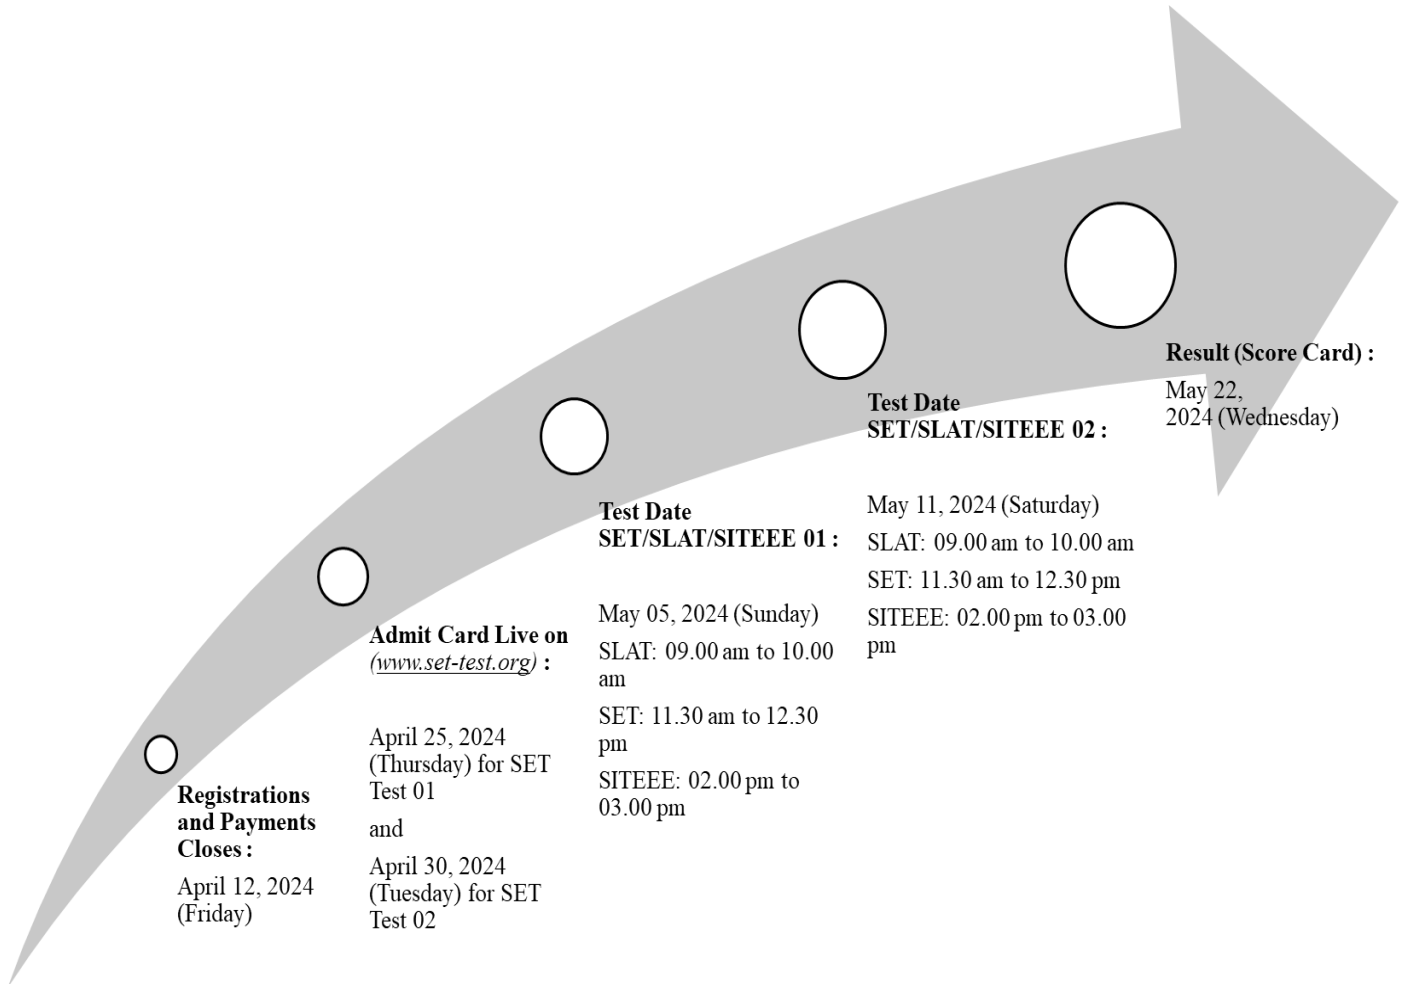 Registrations
and Payments
Closes :
April 12, 2024
(Friday)
Admit Card Live on
(www.set-test.org) :
April 25, 2024
(Thursday) for SET
Test 01
and
April 30, 2024
(Tuesday) for SET
Test 02
Test Date
SET/SLAT/SITEEE 01 :
May 05, 2024 (Sunday)
SLAT: 09.00 am to 10.00
am
SET: 11.30 am to 12.30
pm
SITEEE: 02.00 pm to
03.00 pm
Test Date
SET/SLAT/SITEEE 02 :
May 11, 2024 (Saturday)
SLAT: 09.00 am to 10.00 am
SET: 11.30 am to 12.30 pm
SITEEE: 02.00 pm to 03.00
pm
Result (Score Card) :
May 22,
2024 (Wednesday)